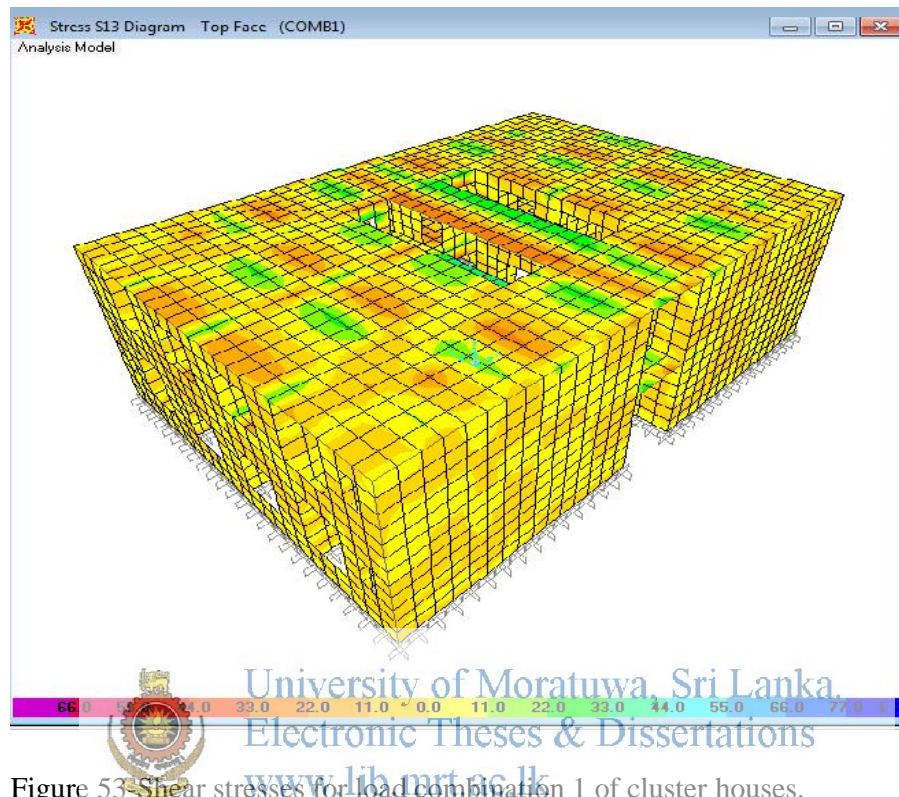 Stress S13 Diagram   Top Face   (COMB1)
Analysis Model
University of Moratuwa, Sri Lanka.
66.0 33.0 22.0 11.0 0.0 11.0 22.0 33.0 44.0 55.0 66.0 77.0
Electronic Theses & Dissertations
www.lib.mrt.ac.lk
Figure 53-Shear stresses for load combination 1 of cluster houses.